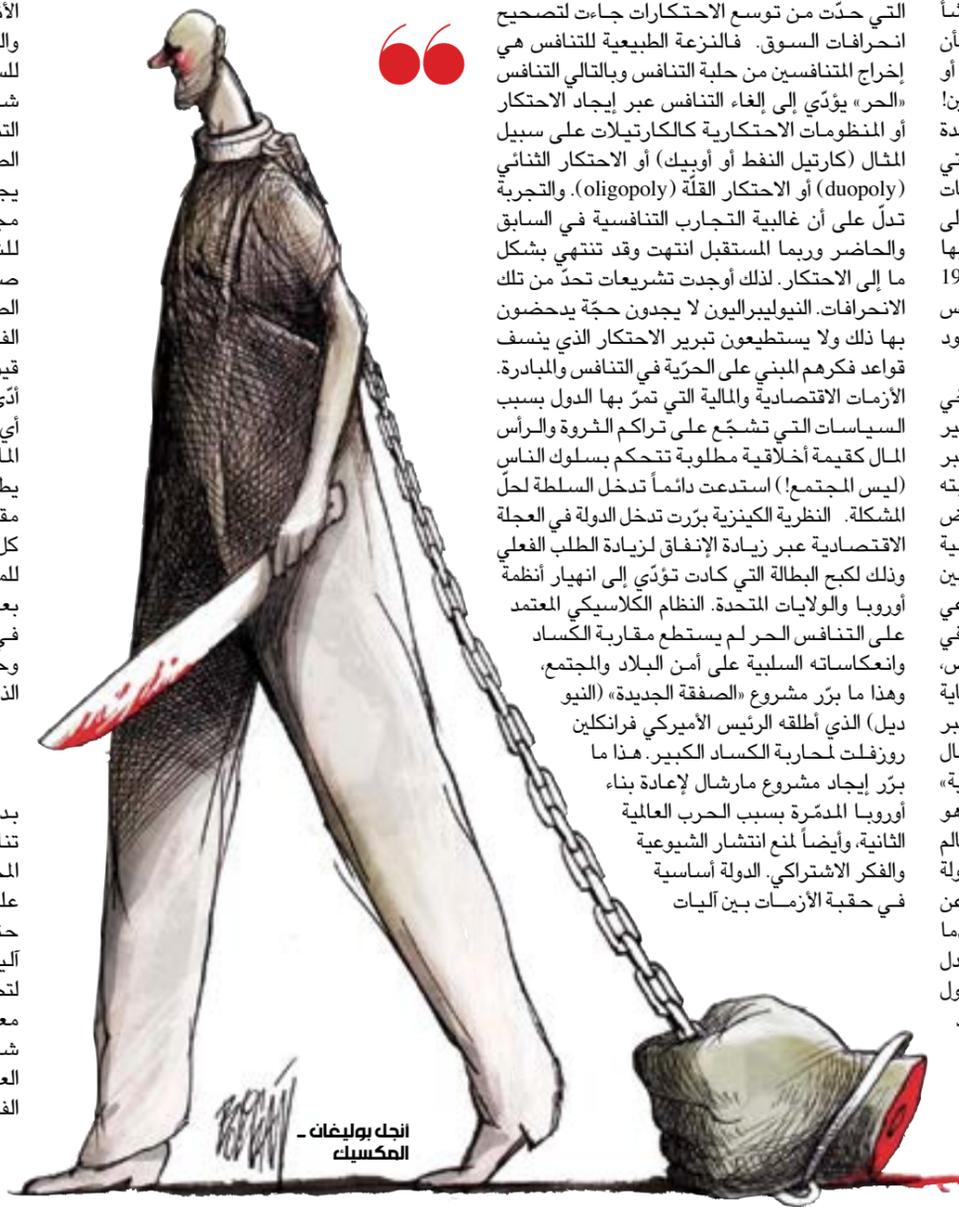 التي حدّت من توسع الاحتكارات جاءت لتصحيح
انحرافات السوق. فالنزعة الطبيعية للتنافس هي
إخراج المتنافسين من حلبة التنافس وبالتالي التنافس
«الحر» يؤدّي إلى إلغاء التنافس عبر إيجاد الاحتكار
أو المنظومات الاحتكارية كالكارتيلات على سبيل
المثال (كارتيل النفط أو أوبيك) أو الاحتكار الثنائي
(duopoly) أو الاحتكار القلّة (oligopoly). والتجربة
تدلّ على أن غالبية التجارب التنافسية في السابق
والحاضر وربما المستقبل انتهت وقد تنتهي بشكل
ما إلى الاحتكار. لذلك أوجدت تشريعات تحدّ من تلك
الانحرافات. النيوليبراليون لا يجدون حجّة يدحضون
بها ذلك ولا يستطيعون تبرير الاحتكار الذي ينسف
قواعد فكرهم المبني على الحرّية في التنافس والمبادرة.
الأزمات الاقتصادية والمالية التي تمرّ بها الدول بسبب
السياسات التي تشجّع على تراكم الثروة والرأس
المال كقيمة أخلاقية مطلوبة تتحكم بسلوك الناس
(ليس المجتمع!) استدعت دائماً تدخل السلطة لحلّ
المشكلة. النظرية الكينزية برّرت تدخل الدولة في العجلة
الاقتصادية عبر زيادة الإنفاق لزيادة الطلب الفعلي
وذلك لكبح البطالة التي كادت تؤدّي إلى انهيار أنظمة
أوروبا والولايات المتحدة. النظام الكلاسيكي المعتمد
على التنافس الحر لم يستطع مقاربة الكساد
وانعكاساته السلبية على أمن البلاد والمجتمع،
وهذا ما برّر مشروع «الصفقة الجديدة» (النيو
ديل) الذي أطلقه الرئيس الأميركي فرانكلين
روزفلت لمحاربة الكساد الكبير. هذا ما
برّر إيجاد مشروع مارشال لإعادة بناء
أوروبا المدمّرة بسبب الحرب العالمية
الثانية، وأيضاً لمنع انتشار الشيوعية
والفكر الاشتراكي. الدولة أساسية
في حقبة الأزمات بين آليات
أنجل بوليغان ـ
المكسيك